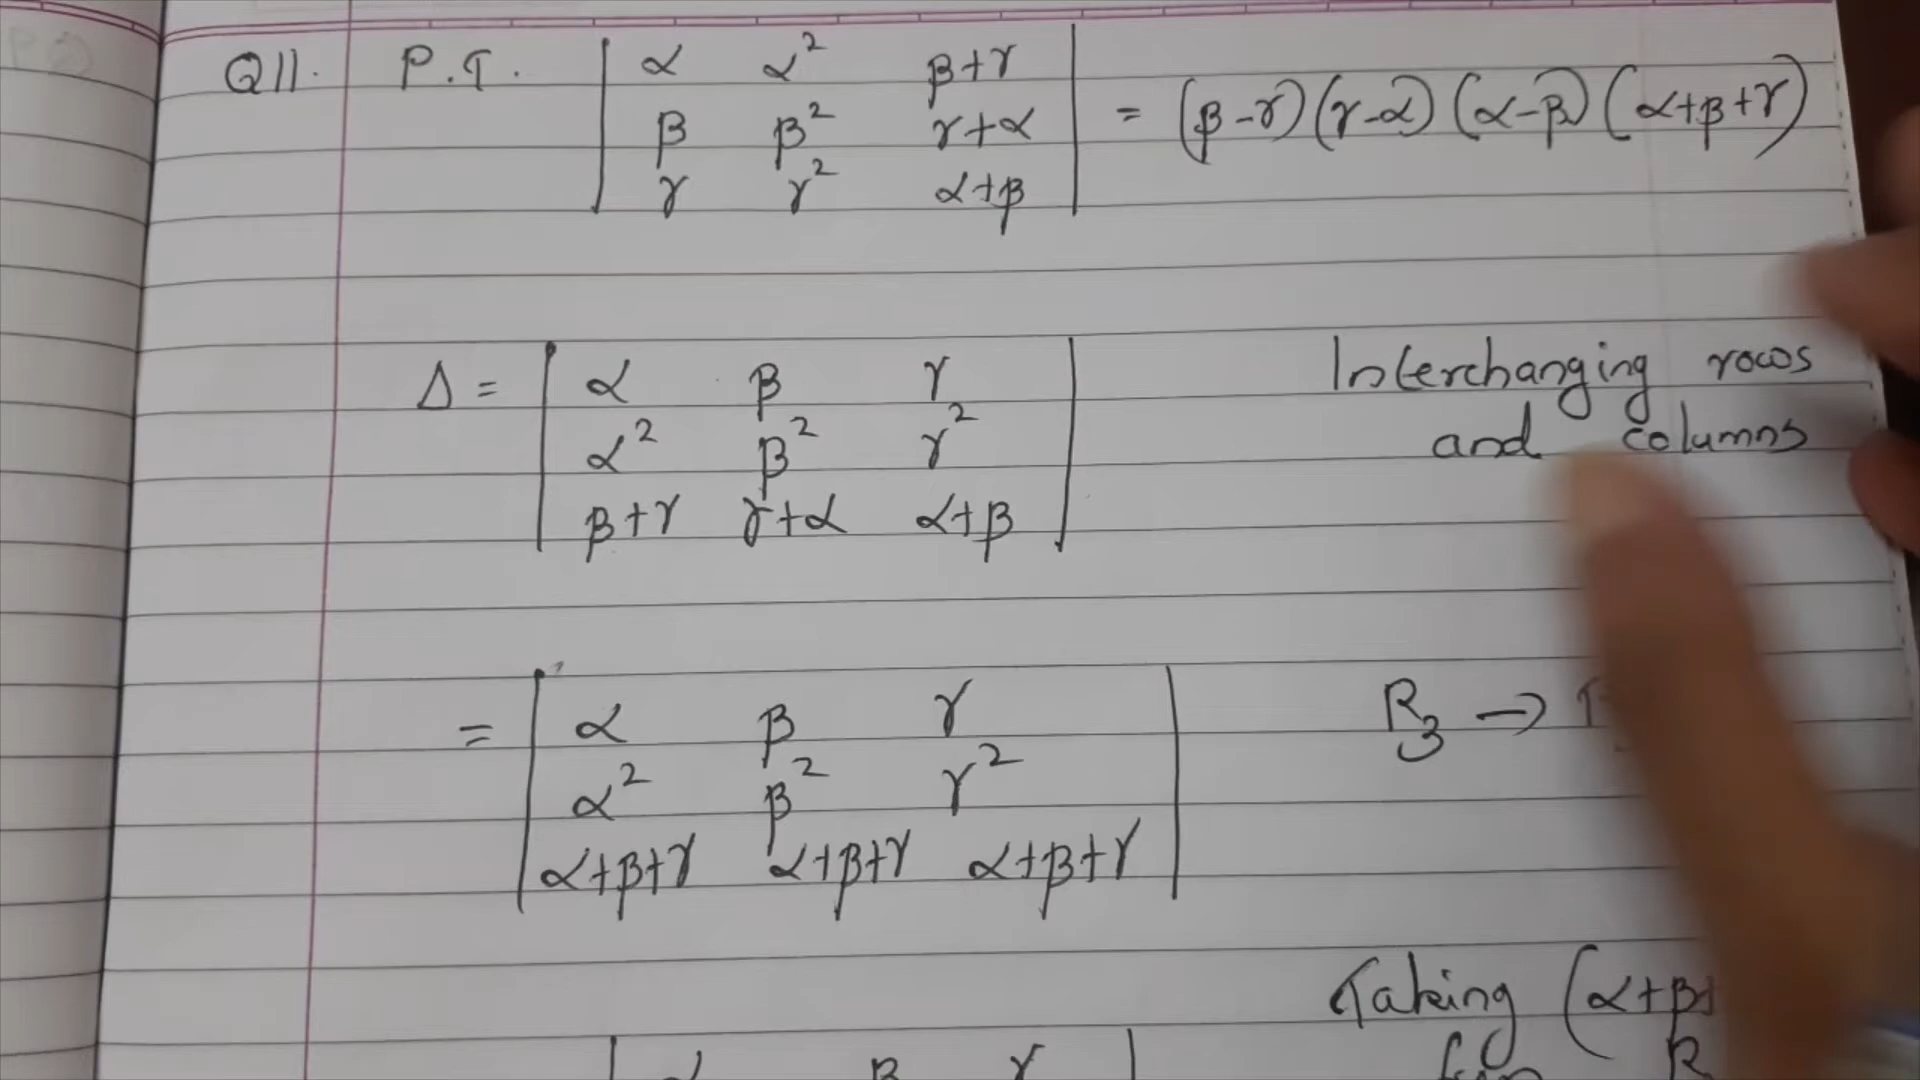 Q11. P.T. | α α² β+γ |
| β β² γ+α | = (β-γ)(γ-α)(α-β)(α+β+γ)
| γ γ² α+β |
Δ = | α β γ | Interchanging rows
| α² β² γ² | and columns
| β+γ γ+α α+β |
= | α β γ | R₃ →
| α² β² γ² |
| α+β+γ α+β+γ α+β+γ |
Taking (α+β+
β γ